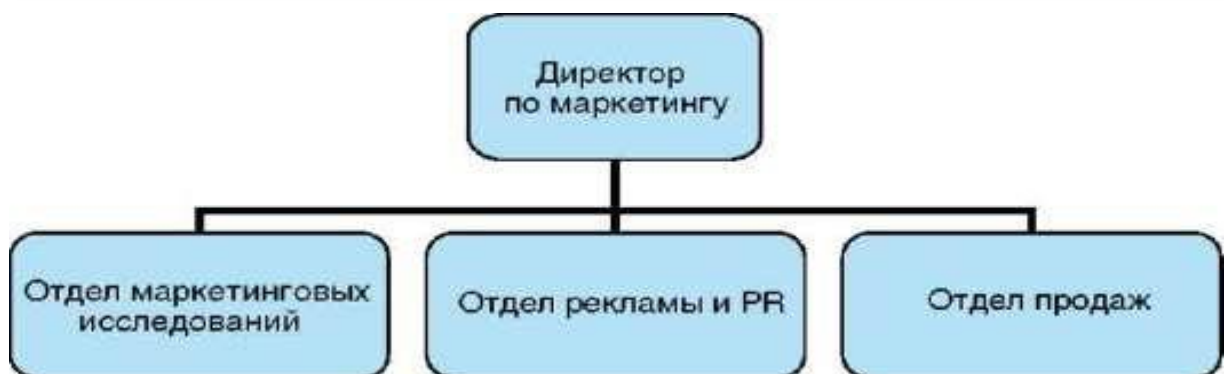 Директор
по маркетингу
Отдел маркетинговых
исследований
Отдел рекламы и PR
Отдел продаж